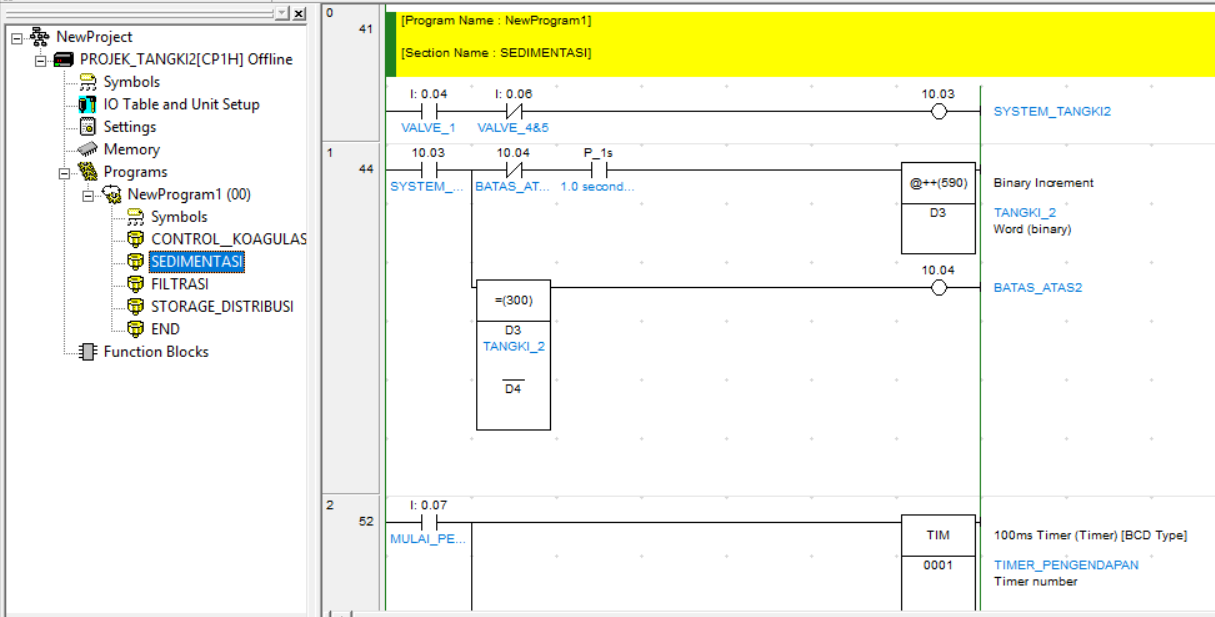 NewProject
PROJEK_TANGKI2[CP1H] Offline
Symbols
IO Table and Unit Setup
Settings
Memory
Programs
NewProgram1 (00)
Symbols
CONTROL__KOAGULAS
SEDIMENTASI
FILTRASI
STORAGE_DISTRIBUSI
END
Function Blocks
0
41
[Program Name : NewProgram1]
[Section Name : SEDIMENTASI]
I: 0.04
I: 0.06
10.03
VALVE_1
VALVE_4&5
SYSTEM_TANGKI2
1
44
10.03
10.04
P_1s
SYSTEM_...
BATAS_AT...
1.0 second...
@++(590)
Binary Increment
D3
TANGKI_2
Word (binary)
10.04
BATAS_ATAS2
=(300)
D3
TANGKI_2
D4
2
52
I: 0.07
MULAI_PE...
TIM
100ms Timer (Timer) [BCD Type]
0001
TIMER_PENGENDAPAN
Timer number